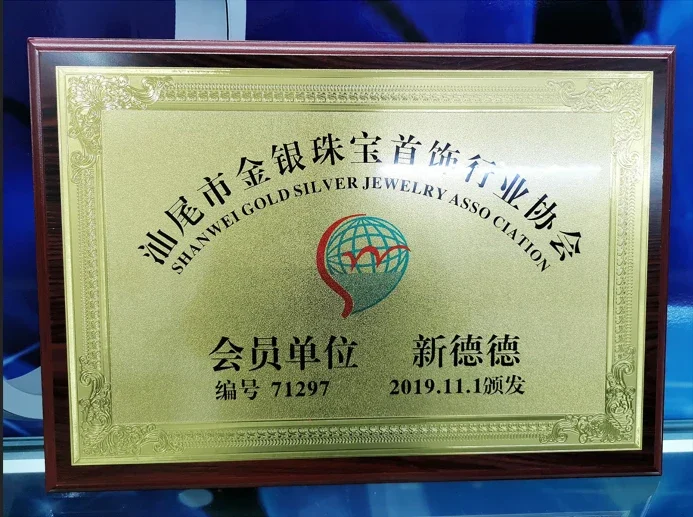 汕尾市金银珠宝首饰行业协会
SHANWEI GOLD SILVER JEWELRY ASSO CIATION
会员单位 新德德
编号 71297 2019.11.1颁发